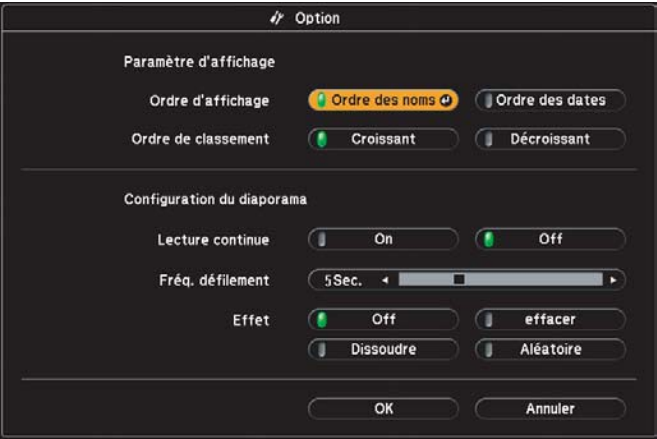 Option
Paramètre d'affichage
Ordre d'affichage Ordre des noms Ordre des dates
Ordre de classement Croissant Décroissant
Configuration du diaporama
Lecture continue On Off
Fréq. défilement 5Sec.
Effet Off effacer
Dissoudre Aléatoire
OK Annuler